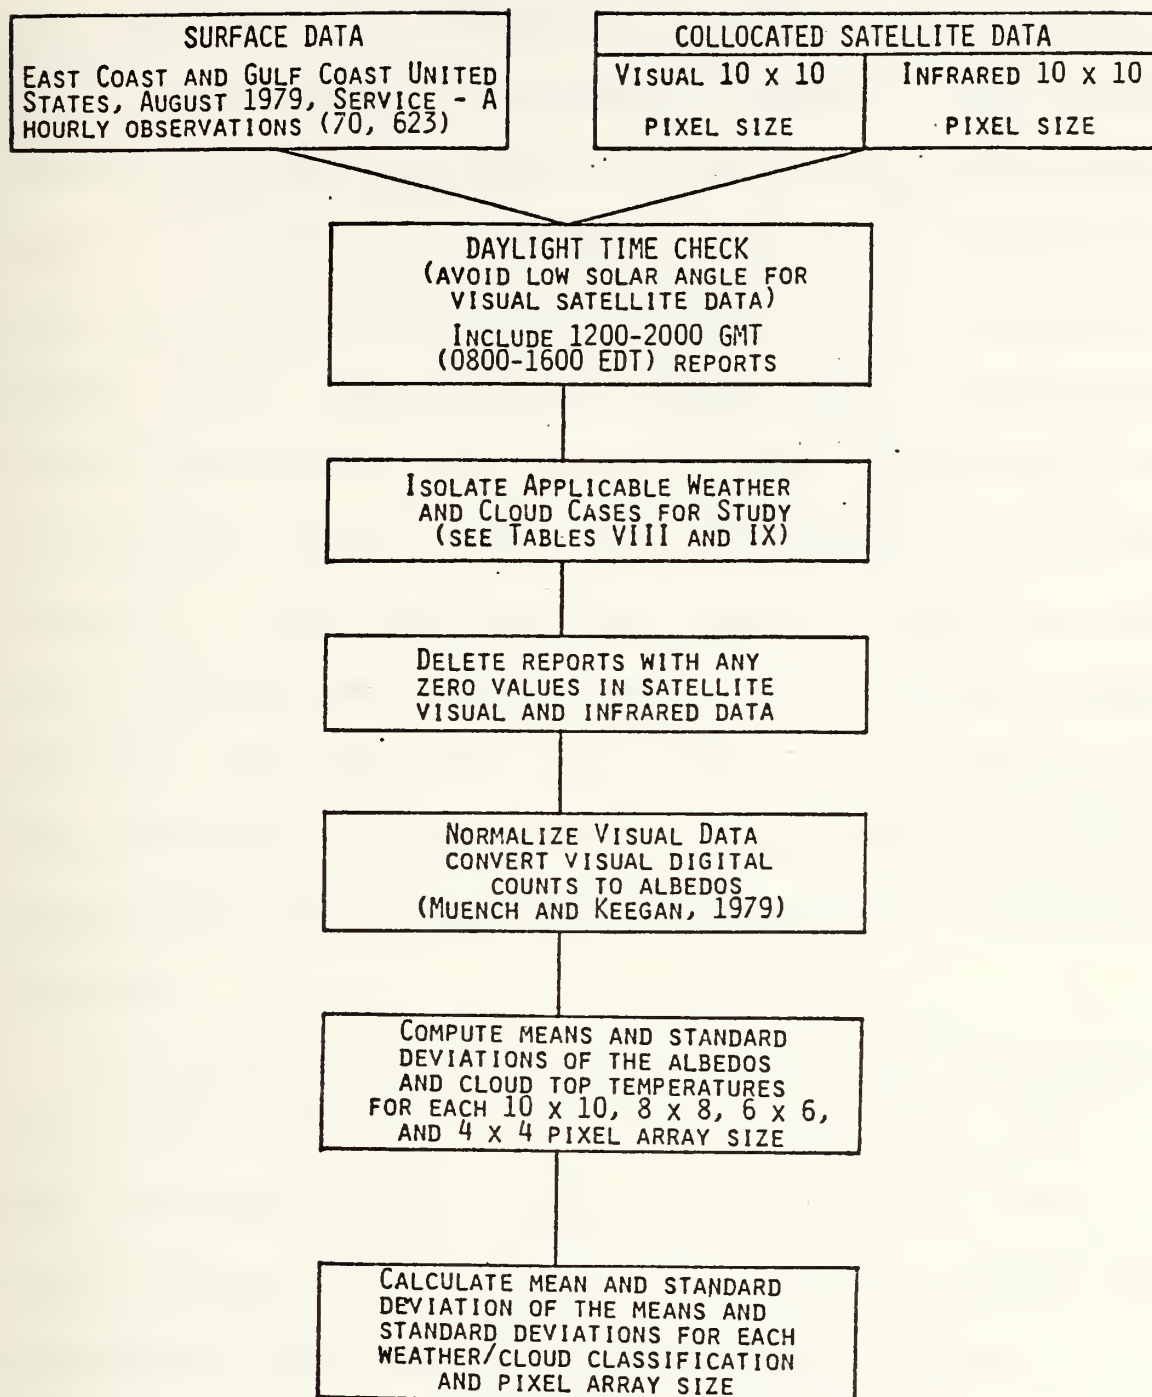 SURFACE DATA
EAST COAST AND GULF COAST UNITED
STATES, AUGUST 1979, SERVICE - A
HOURLY OBSERVATIONS (70, 623)
COLLOCATED SATELLITE DATA
VISUAL 10 X 10
PIXEL SIZE
INFRARED 10 X 10
PIXEL SIZE
DAYLIGHT TIME CHECK
(AVOID LOW SOLAR ANGLE FOR
VISUAL SATELLITE DATA)
INCLUDE 1200-2000 GMT
(0800-1600 EDT) REPORTS
ISOLATE APPLICABLE WEATHER
AND CLOUD CASES FOR STUDY
(SEE TABLES VIII AND IX)
DELETE REPORTS WITH ANY
ZERO VALUES IN SATELLITE
VISUAL AND INFRARED DATA
NORMALIZE VISUAL DATA
CONVERT VISUAL DIGITAL
COUNTS TO ALBEDOS
(MUENCH AND KEEGAN, 1979)
COMPUTE MEANS AND STANDARD
DEVIATIONS OF THE ALBEDOS
AND CLOUD TOP TEMPERATURES
FOR EACH 10 X 10, 8 X 8, 6 X 6,
AND 4 X 4 PIXEL ARRAY SIZE
CALCULATE MEAN AND STANDARD
DEVIATION OF THE MEANS AND
STANDARD DEVIATIONS FOR EACH
WEATHER/CLOUD CLASSIFICATION
AND PIXEL ARRAY SIZE